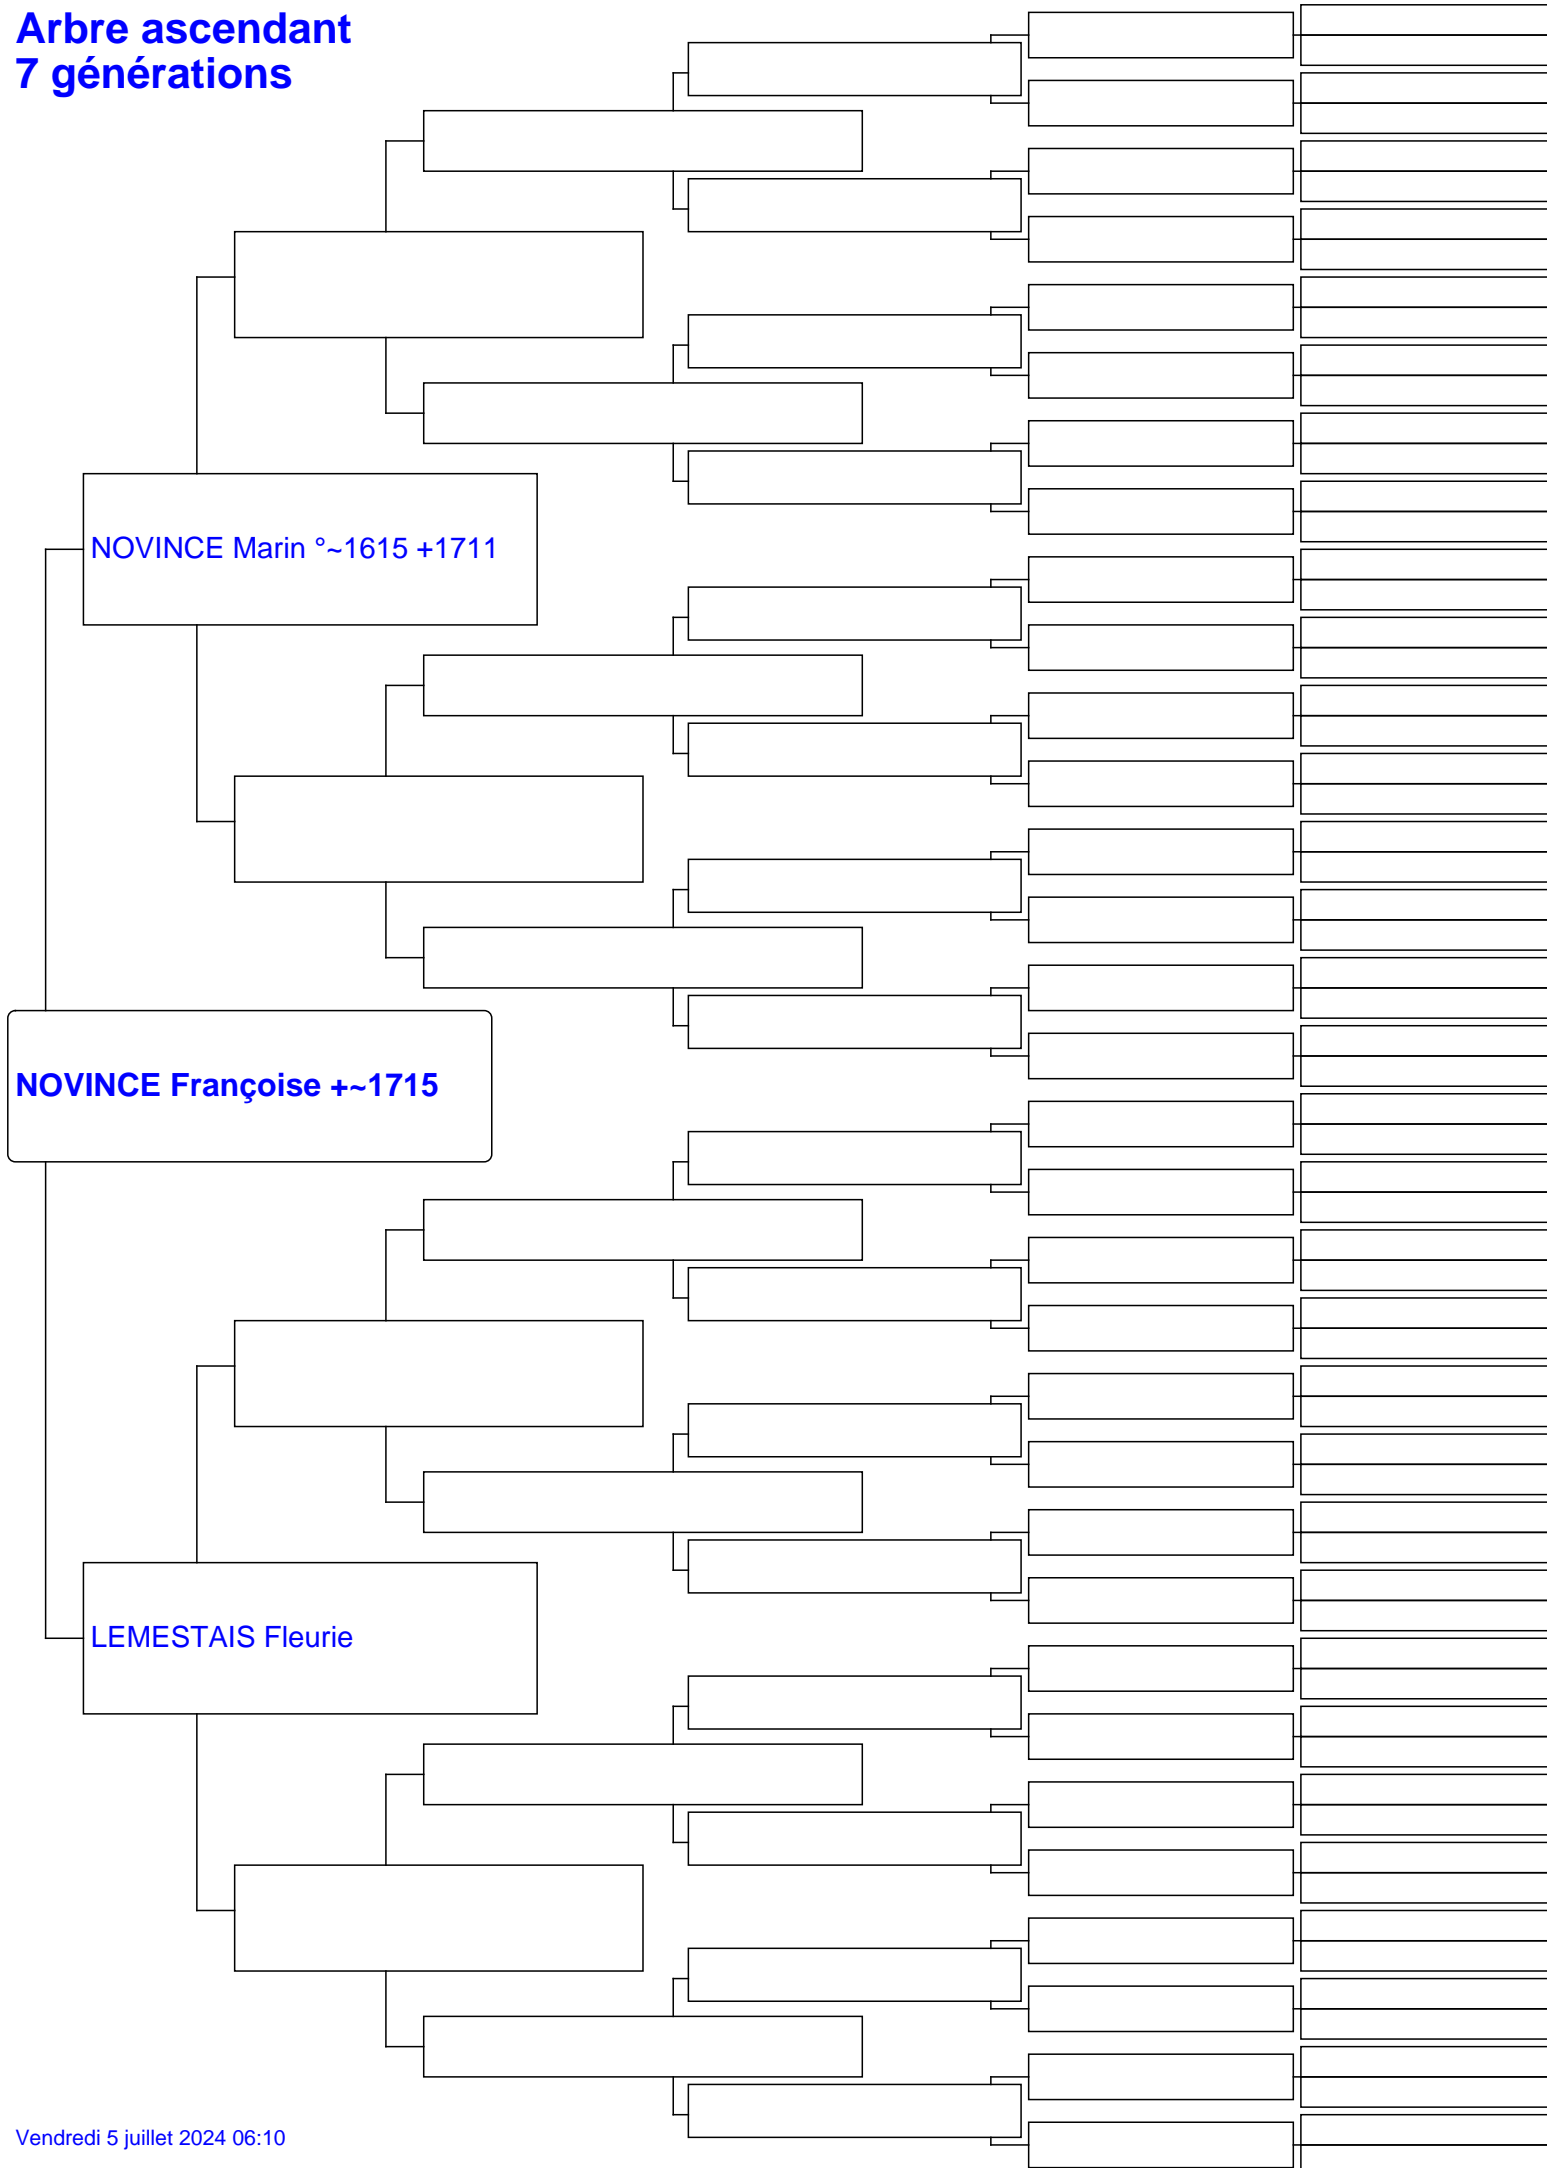 Arbre ascendant
7 générations
NOVINCE Marin °~1615 +1711
NOVINCE Françoise +~1715
LEMESTAIS Fleurie
Vendredi 5 juillet 2024 06:10